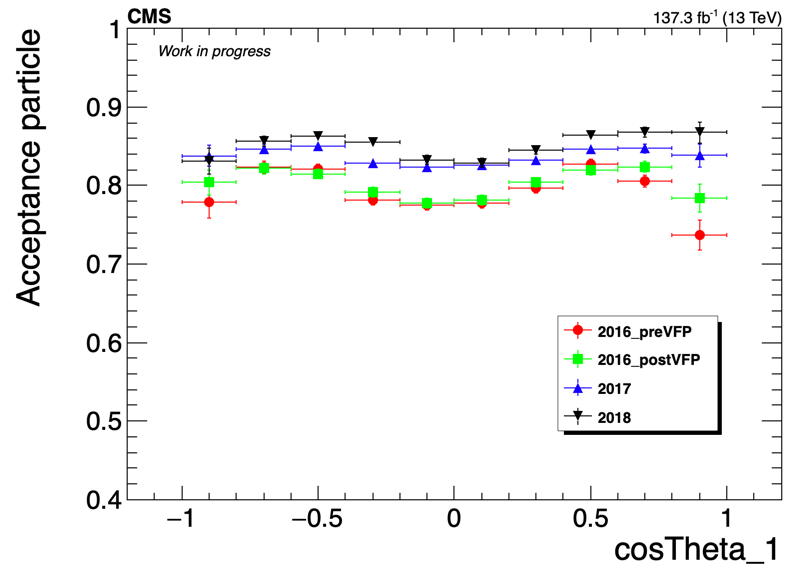 CMS
137.3 fb⁻¹ (13 TeV)
Work in progress
Acceptance particle
1
0.9
0.8
0.7
0.6
0.5
0.4
2016_preVFP
2016_postVFP
2017
2018
−1
−0.5
0
0.5
1
cosTheta_1